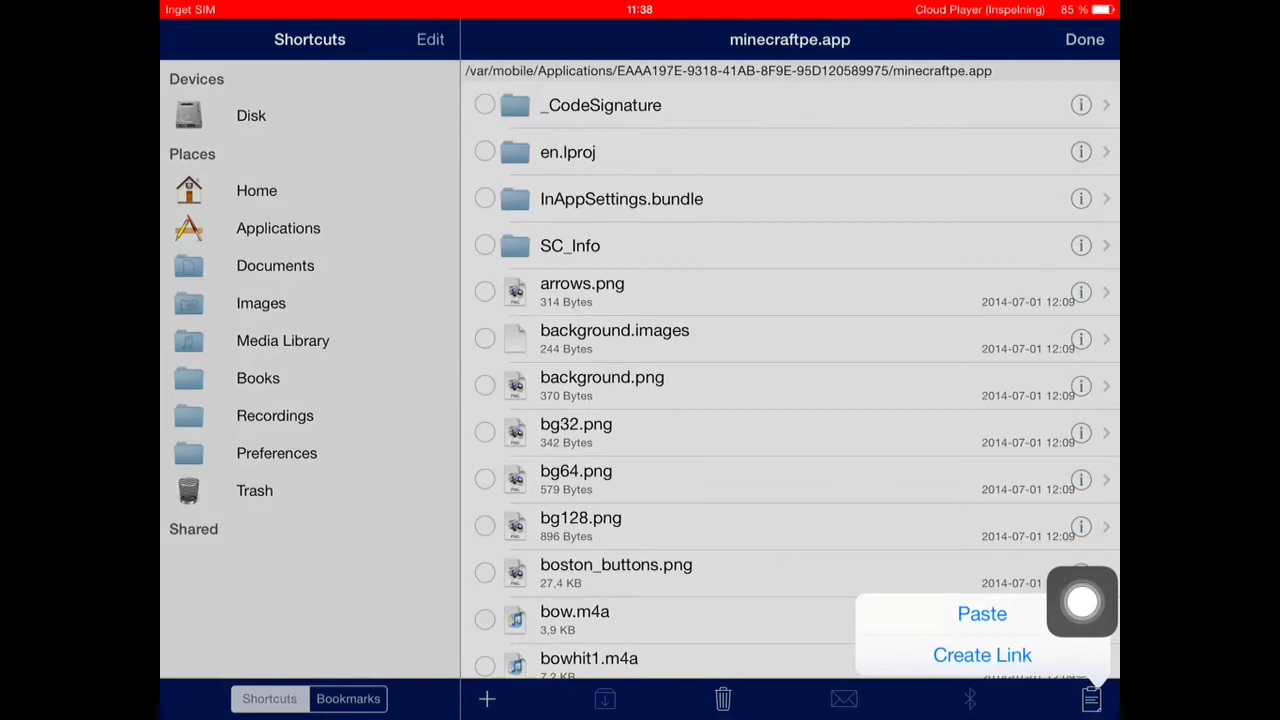 Inget SIM
11:38
Cloud Player (Inspelning)
85 %
Shortcuts
Edit
minecraftpe.app
Done
Devices
Disk
Places
Home
Applications
Documents
Images
Media Library
Books
Recordings
Preferences
Trash
Shared
Shortcuts
Bookmarks
/var/mobile/Applications/EAAA197E-9318-41AB-8F9E-95D120589975/minecraftpe.app
_CodeSignature
en.lproj
InAppSettings.bundle
SC_Info
arrows.png
314 Bytes
2014-07-01 12:09
background.images
244 Bytes
2014-07-01 12:09
background.png
370 Bytes
2014-07-01 12:09
bg32.png
342 Bytes
2014-07-01 12:09
bg64.png
579 Bytes
2014-07-01 12:09
bg128.png
896 Bytes
2014-07-01 12:09
boston_buttons.png
27,4 KB
2014-07-01
bow.m4a
3,9 KB
bowhit1.m4a
7,2 KB
Paste
Create Link